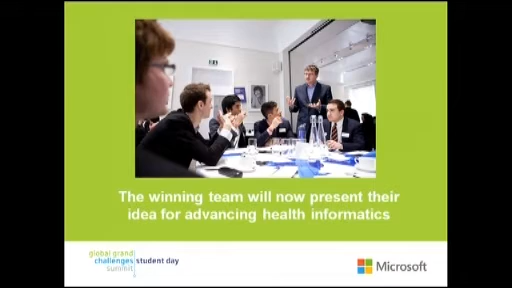 The winning team will now present their
idea for advancing health informatics
global grand
challenges
summit
student day
Microsoft